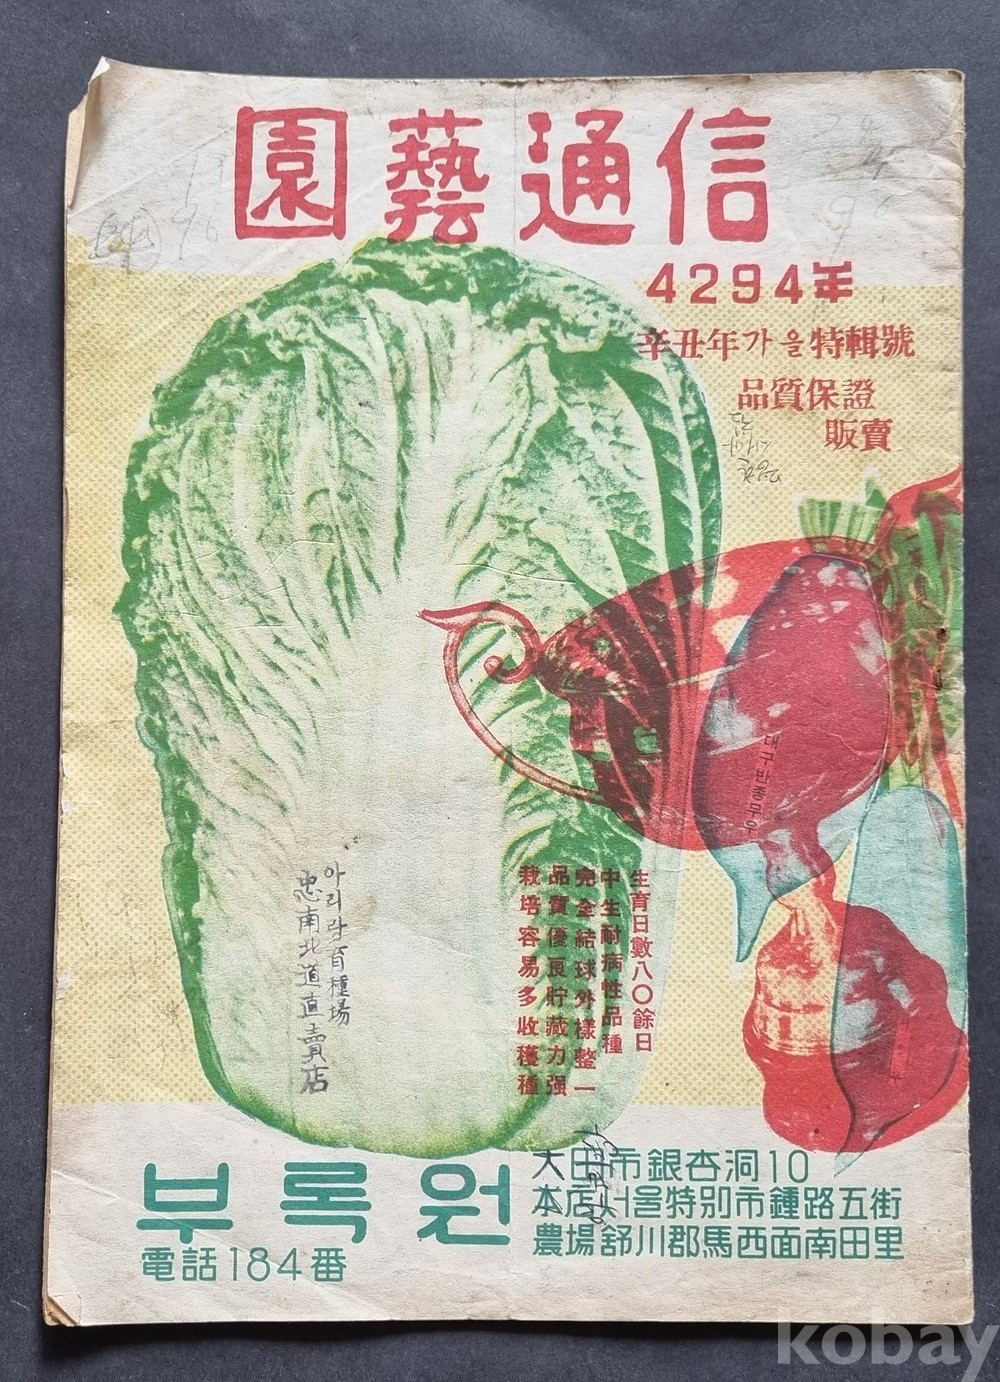 園藝通信
4294年
辛丑年가을特輯號
品質保證
販賣
대구반종무우
生育日數八〇餘日
中生耐病性品種
完全結球外樣整一
品質優良貯藏力强
栽培容易多收穫種
아리랑育種場
忠南北道直賣店
부록원
電話184番
大田市銀杏洞10
本店서울特別市鍾路五街
農場舒川郡馬西面南田里
kobay